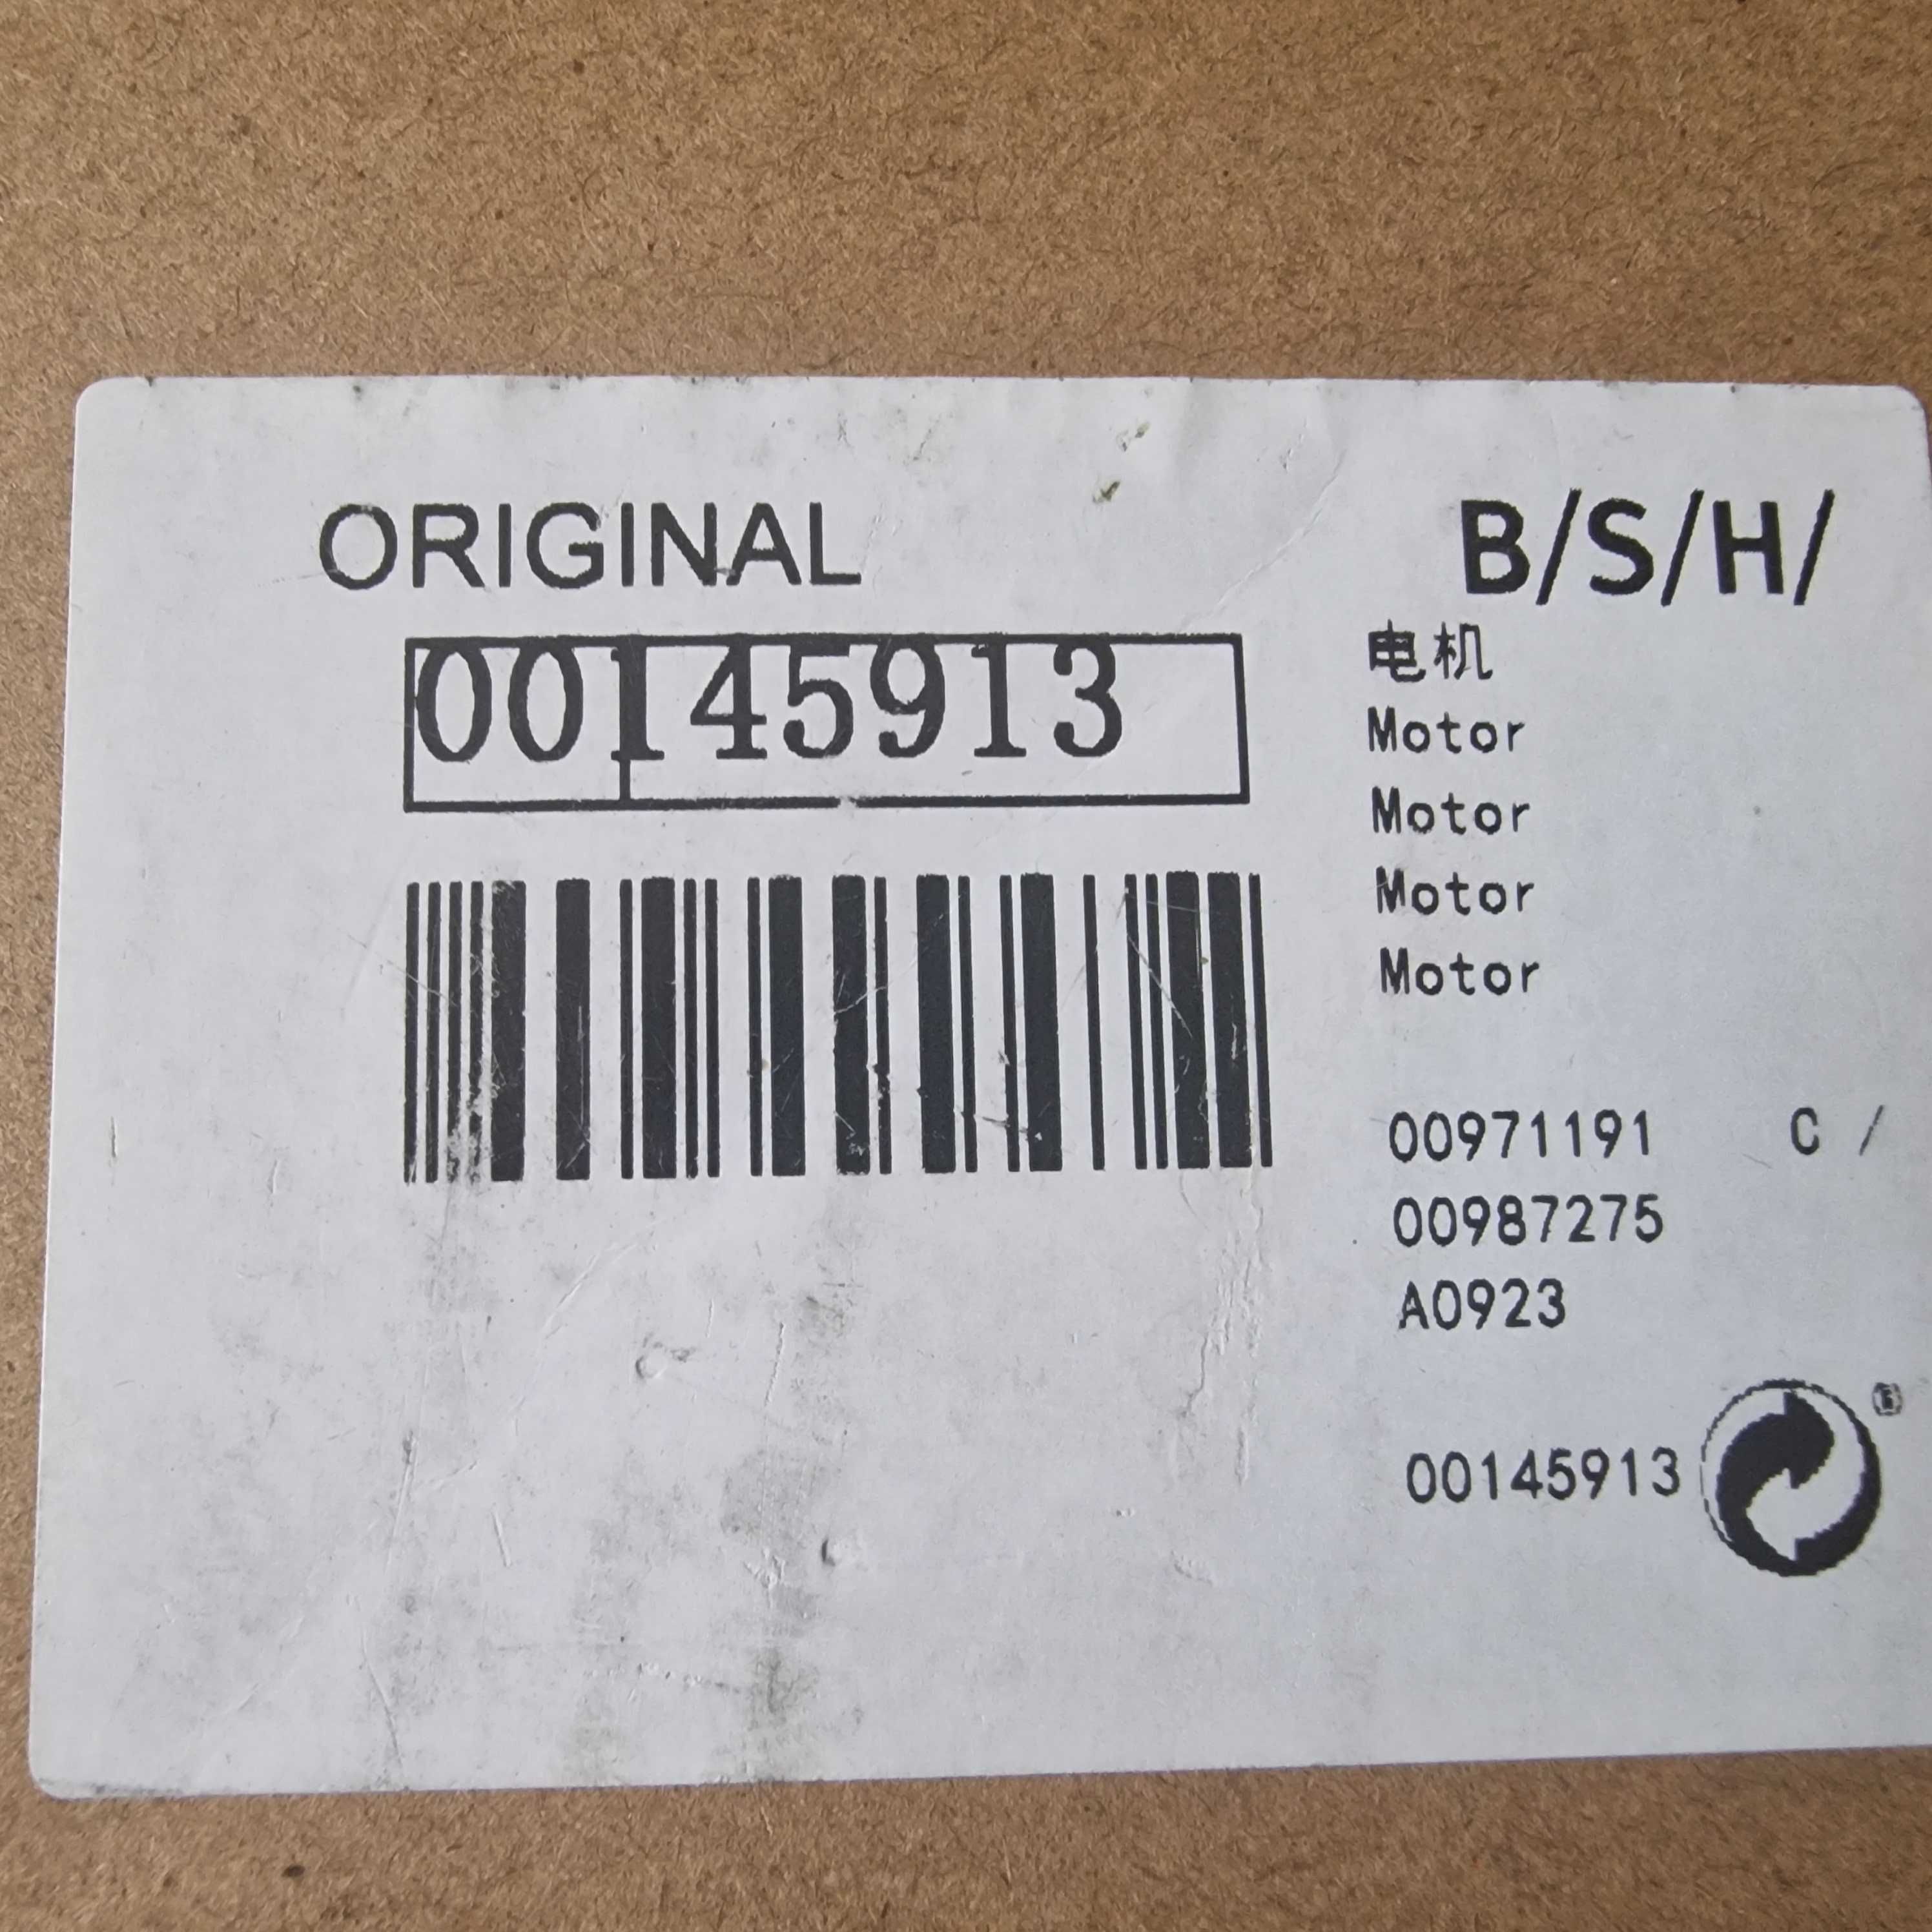 ORIGINAL
B/S/H/
00145913
电机
Motor
Motor
Motor
Motor
00971191 C /
00987275
A0923
00145913